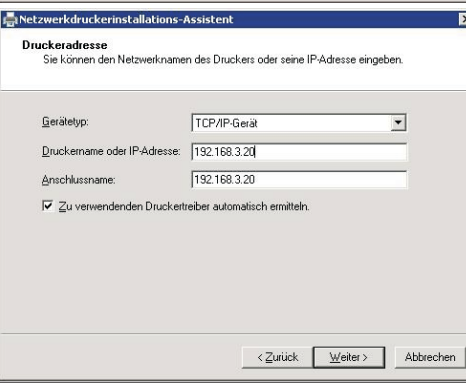 Netzwerkdruckerinstallations-Assistent
Druckeradresse
Sie können den Netzwerknamen des Druckers oder seine IP-Adresse eingeben.
Gerätetyp: TCP/IP-Gerät
Druckername oder IP-Adresse: 192.168.3.20
Anschlussname: 192.168.3.20
Zu verwendenden Druckertreiber automatisch ermitteln.
< Zurück Weiter > Abbrechen